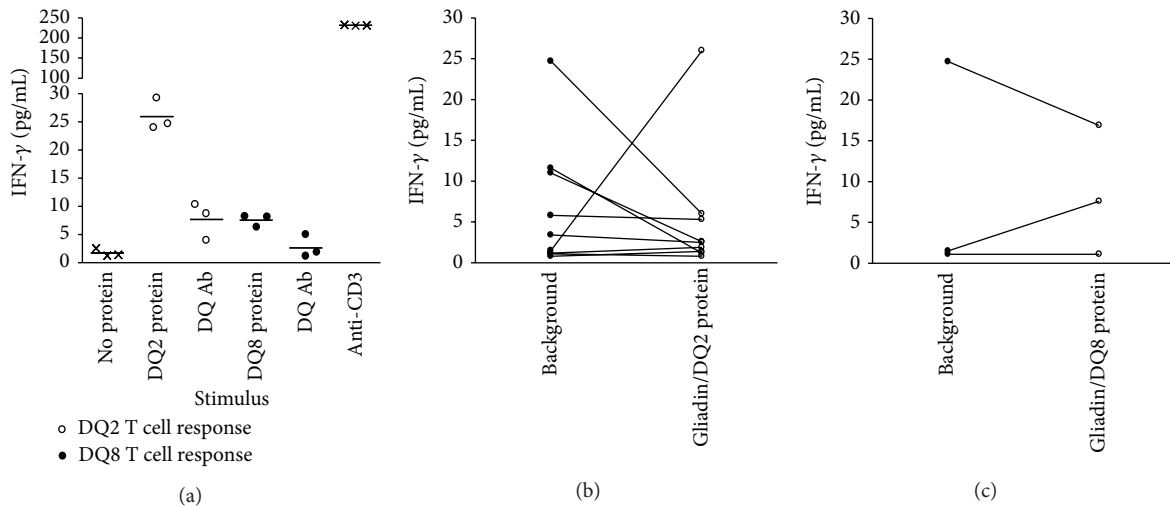 250
200
150
100
30
25
20
15
10
5
0
IFN-γ (pg/mL)
No protein
DQ2 protein
DQ Ab
DQ8 protein
DQ Ab
Anti-CD3
Stimulus
DQ2 T cell response
DQ8 T cell response
(a)
30
25
20
15
10
5
0
IFN-γ (pg/mL)
Background
Gliadin/DQ2 protein
(b)
30
25
20
15
10
5
0
IFN-γ (pg/mL)
Background
Gliadin/DQ8 protein
(c)